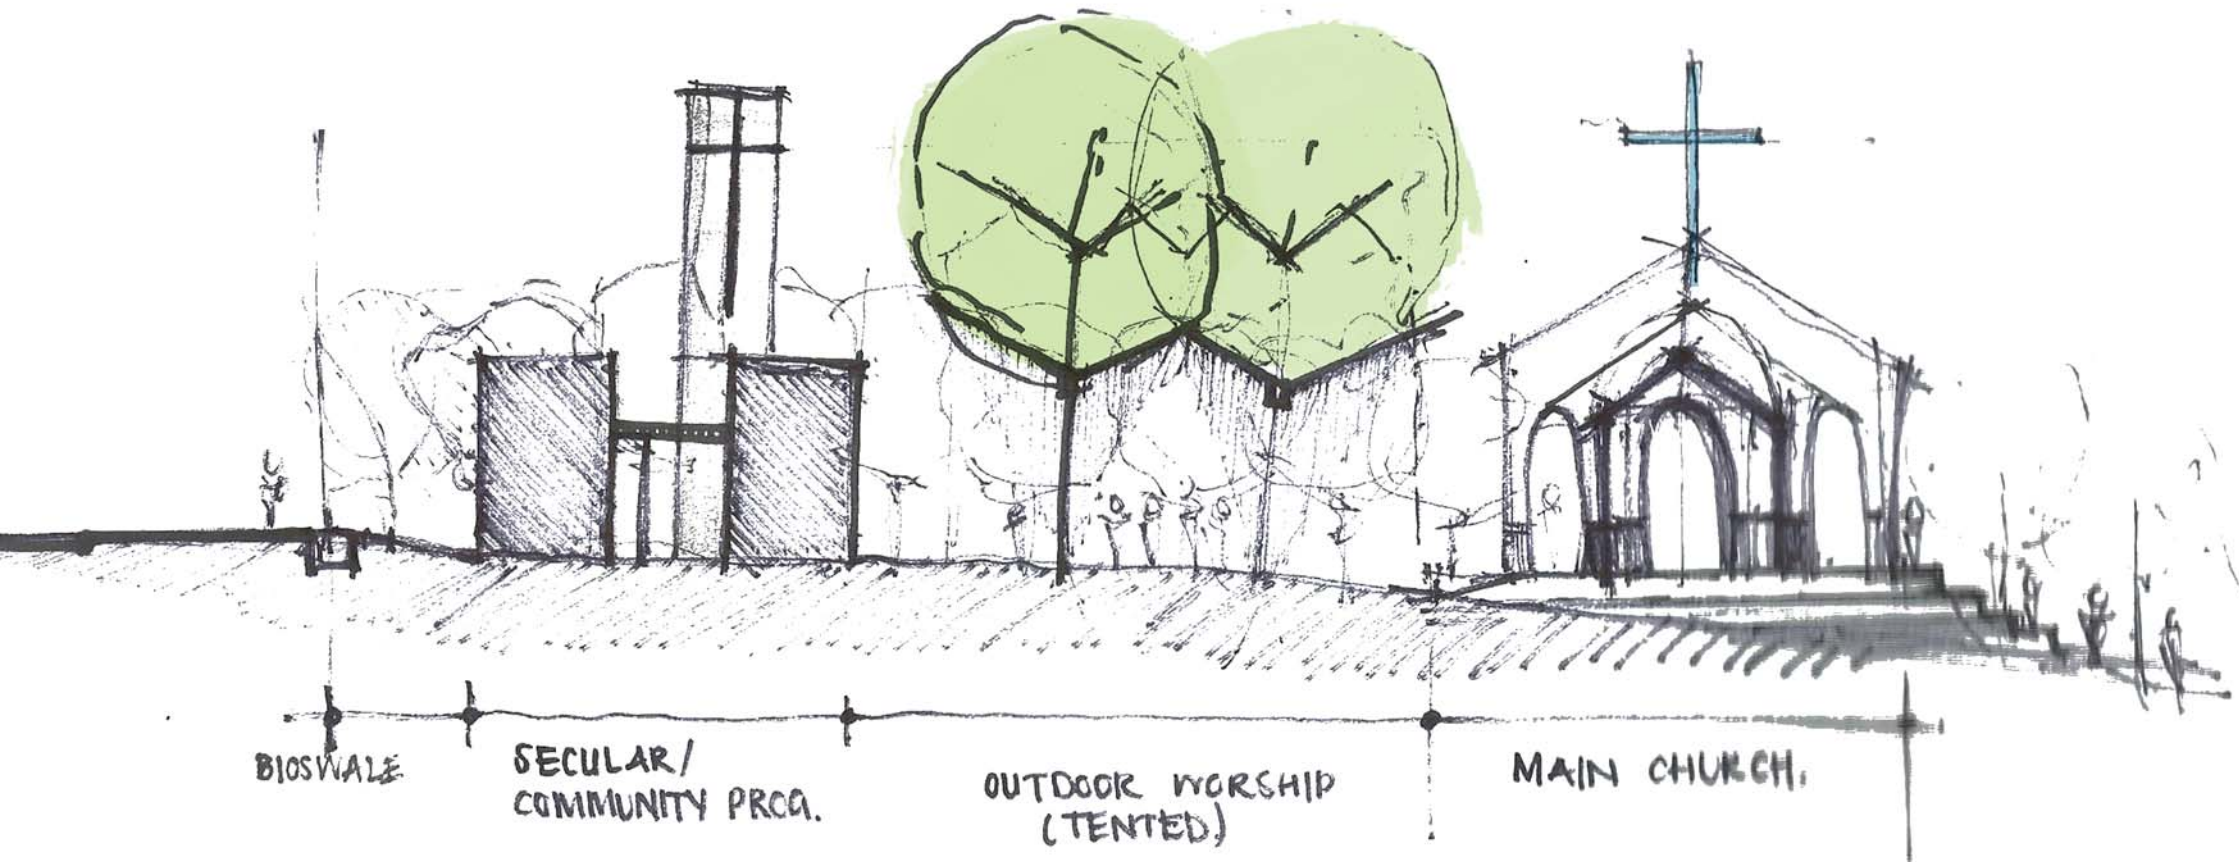 BIOSWALE
SECULAR/
COMMUNITY PROG.
OUTDOOR WORSHIP
(TENTED)
MAIN CHURCH.